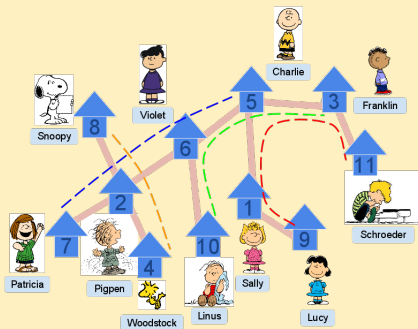 Charlie
Franklin
Violet
Snoopy
5
3
8
6
11
2
1
7
4
10
9
Schroeder
Patricia
Pigpen
Woodstock
Linus
Sally
Lucy